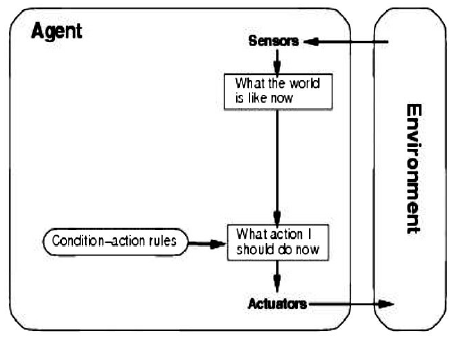 Agent
Sensors
What the world
is like now
Environment
Condition–action rules
What action I
should do now
Actuators